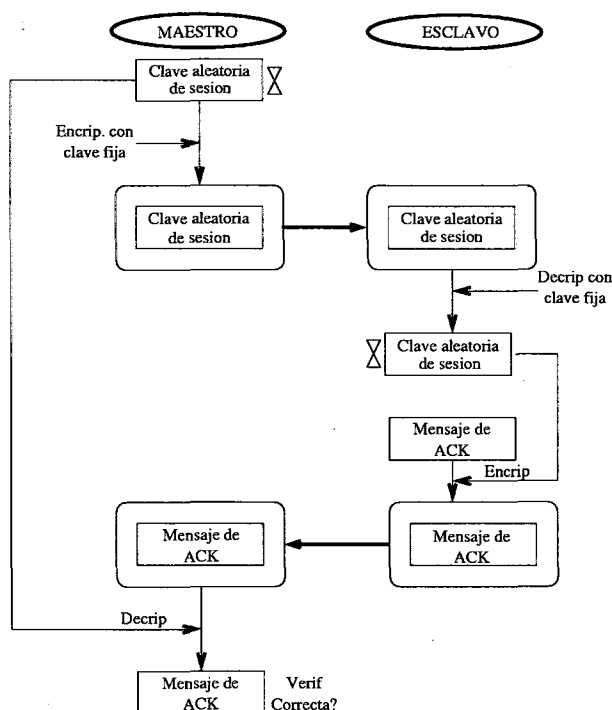 MAESTRO
ESCLAVO
Clave aleatoria
de sesion
Encrip. con
clave fija
Clave aleatoria
de sesion
Clave aleatoria
de sesion
Decrip con
clave fija
Clave aleatoria
de sesion
Mensaje de
ACK
Encrip
Mensaje de
ACK
Mensaje de
ACK
Decrip
Mensaje de
ACK
Verif
Correcta?